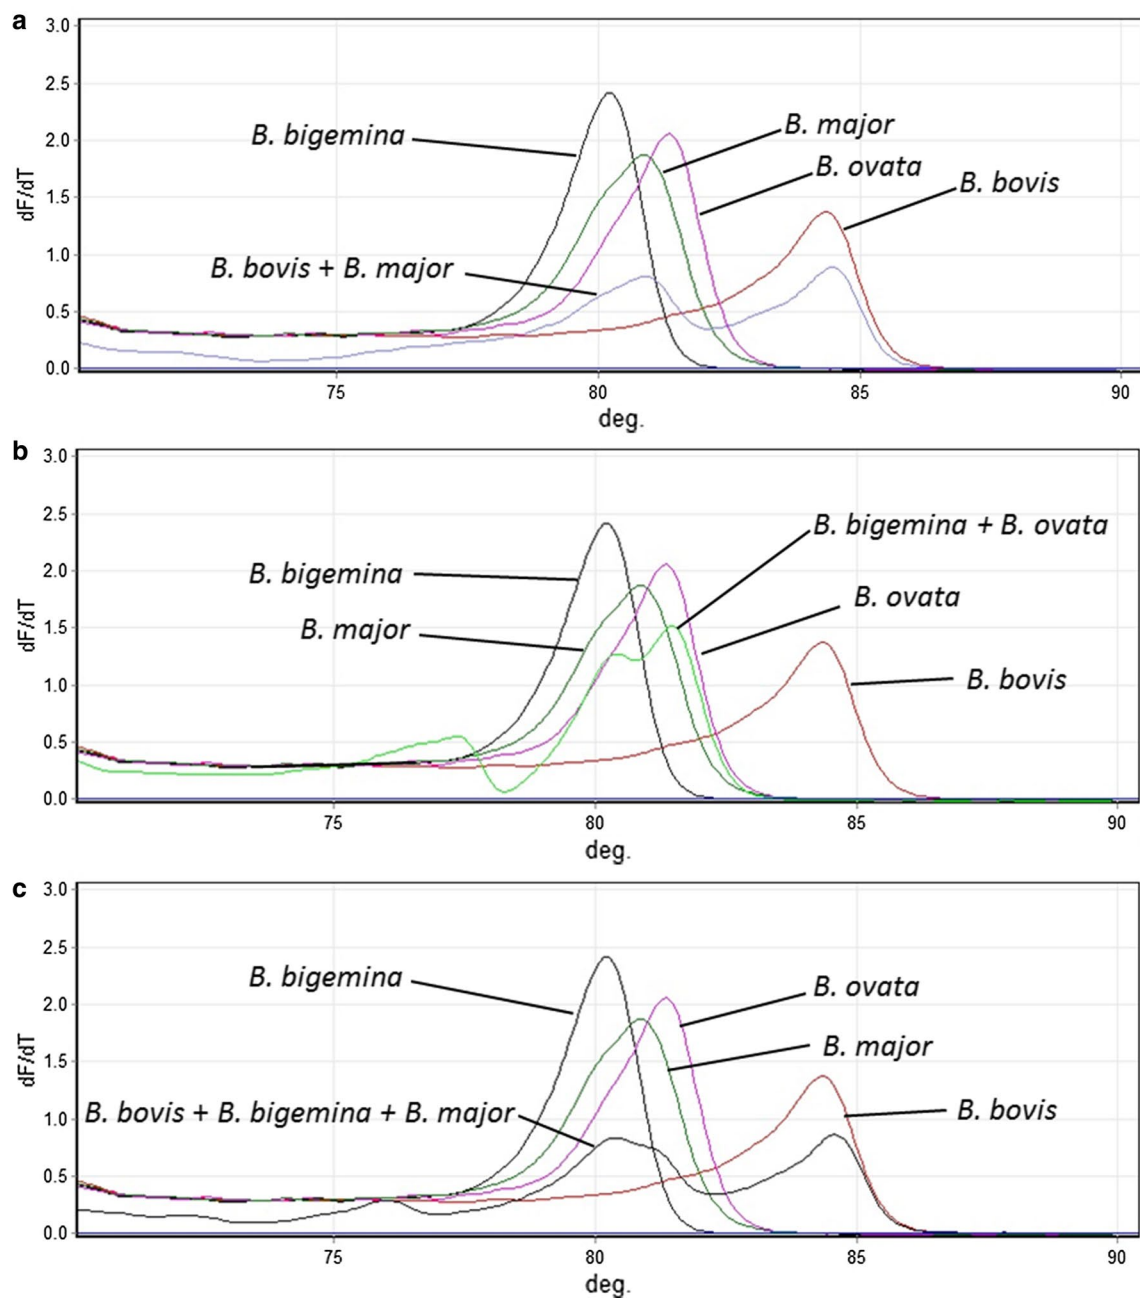 a
3.0
2.5
B. bigemina
B. major
2.0
B. ovata
B. bovis
dF/dT
1.5
1.0
B. bovis + B. major
0.5
0.0
75 80 85 90
deg.
b
3.0
2.5
B. bigemina + B. ovata
B. bigemina
2.0
B. ovata
dF/dT
B. major
1.5
B. bovis
1.0
0.5
0.0
75 80 85 90
deg.
c
3.0
2.5
B. bigemina
B. ovata
2.0
B. major
dF/dT
1.5
B. bovis + B. bigemina + B. major
B. bovis
1.0
0.5
0.0
75 80 85 90
deg.